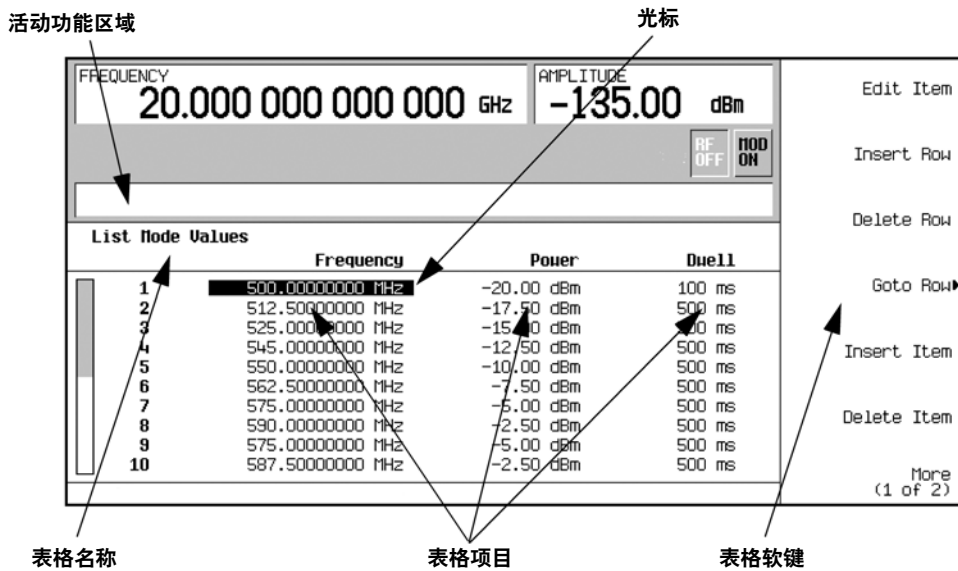 活动功能区域
光标
FREQUENCY
20.000 000 000 000 GHz
AMPLITUDE
-135.00 dBm
RF OFF
MOD ON
List Mode Values
Frequency Power Dwell
1 500.00000000 MHz -20.00 dBm 100 ms
2 512.50000000 MHz -17.50 dBm 500 ms
3 525.00000000 MHz -15.00 dBm 500 ms
4 545.00000000 MHz -12.50 dBm 500 ms
5 550.00000000 MHz -10.00 dBm 500 ms
6 562.50000000 MHz -7.50 dBm 500 ms
7 575.00000000 MHz -5.00 dBm 500 ms
8 590.00000000 MHz -2.50 dBm 500 ms
9 575.00000000 MHz -5.00 dBm 500 ms
10 587.50000000 MHz -2.50 dBm 500 ms
Edit Item
Insert Row
Delete Row
Goto Row
Insert Item
Delete Item
More
(1 of 2)
表格名称
表格项目
表格软键